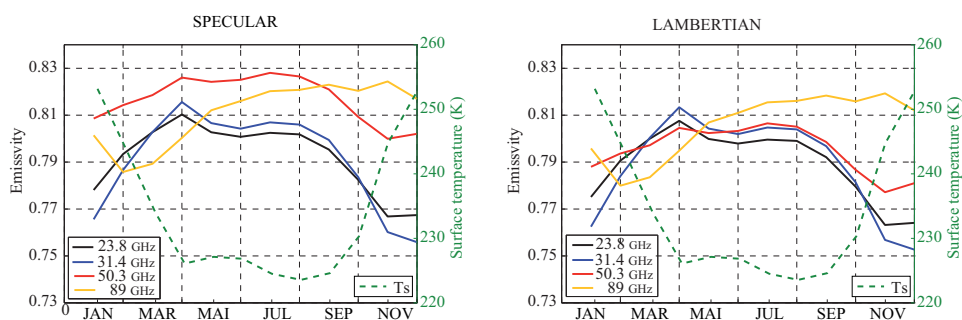 SPECULAR
Emissvity
0.83
0.81
0.79
0.77
0.75
0.73
0
JAN MAR MAI JUL SEP NOV
260
250
240
230
220
Surface temperature (K)
23.8 GHz
31.4 GHz
50.3 GHz
89 GHz
Ts
LAMBERTIAN
Emissvity
0.83
0.81
0.79
0.77
0.75
0.73
JAN MAR MAI JUL SEP NOV
260
250
240
230
220
Surface temperature (K)
23.8 GHz
31.4 GHz
50.3 GHz
89 GHz
Ts